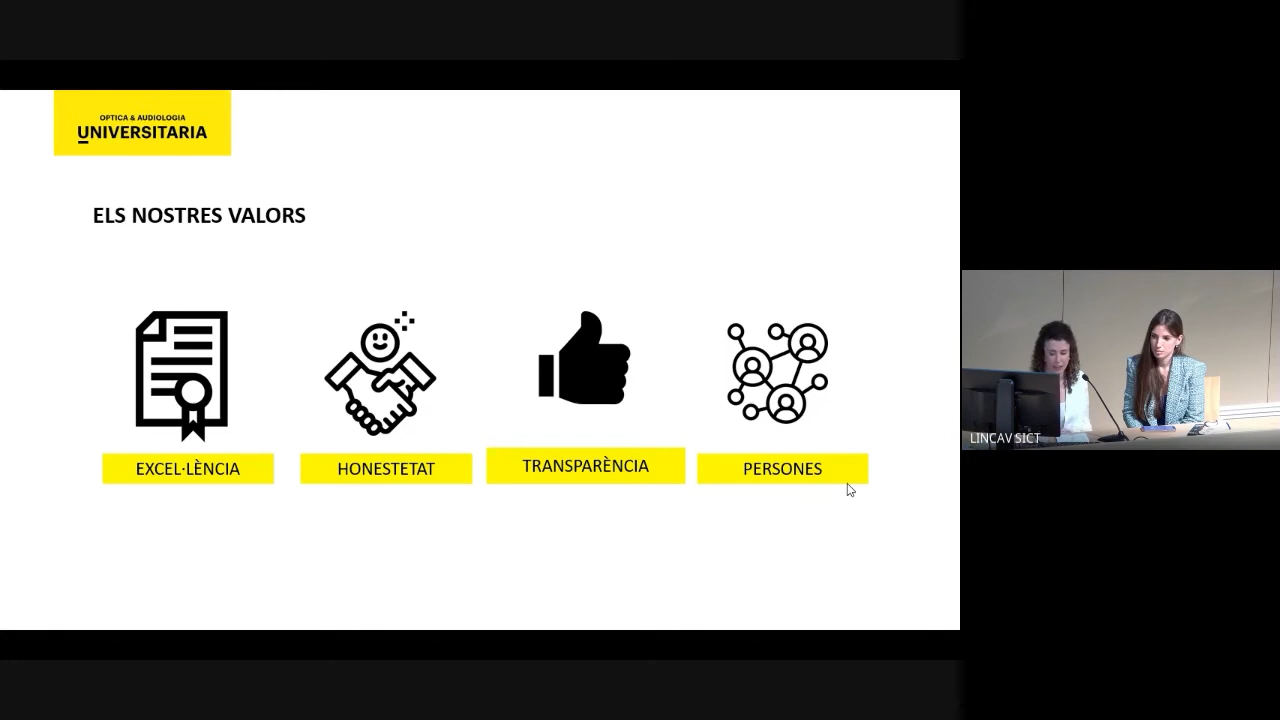 OPTICA & AUDIOLOGIA
UNIVERSITARIA
ELS NOSTRES VALORS
EXCEL·LÈNCIA
HONESTETAT
TRANSPARÈNCIA
PERSONES
LINCAV SICT